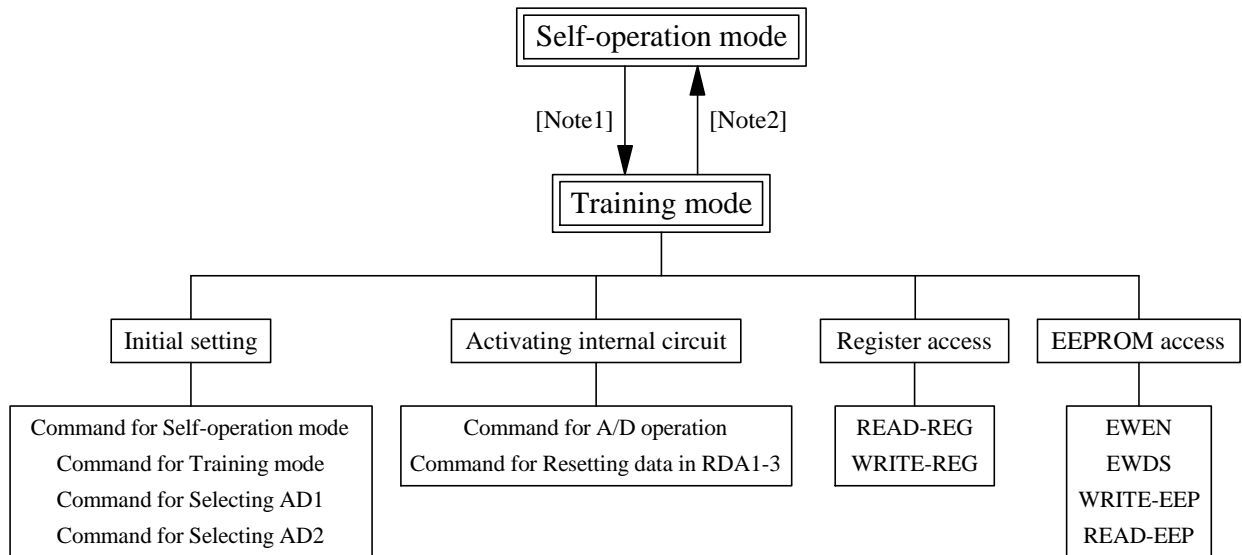 Self-operation mode
[Note1]
[Note2]
Training mode
Initial setting
Activating internal circuit
Register access
EEPROM access
Command for Self-operation mode
Command for Training mode
Command for Selecting AD1
Command for Selecting AD2
Command for A/D operation
Command for Resetting data in RDA1-3
READ-REG
WRITE-REG
EWEN
EWDS
WRITE-EEP
READ-EEP